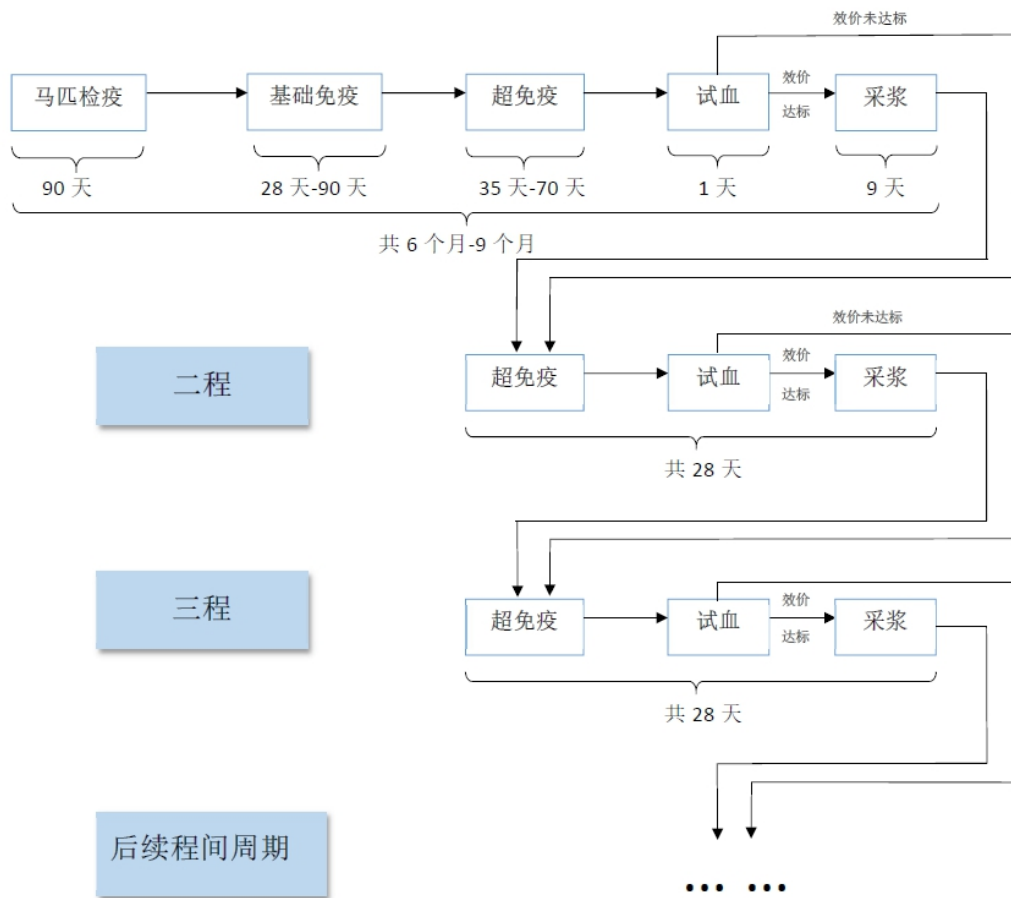 效价未达标
马匹检疫
基础免疫
超免疫
试血
效价
达标
采浆
90 天
28 天-90 天
35 天-70 天
1 天
9 天
共 6 个月-9 个月
二程
效价未达标
超免疫
试血
效价
达标
采浆
共 28 天
三程
超免疫
试血
效价
达标
采浆
共 28 天
后续程间周期
… …